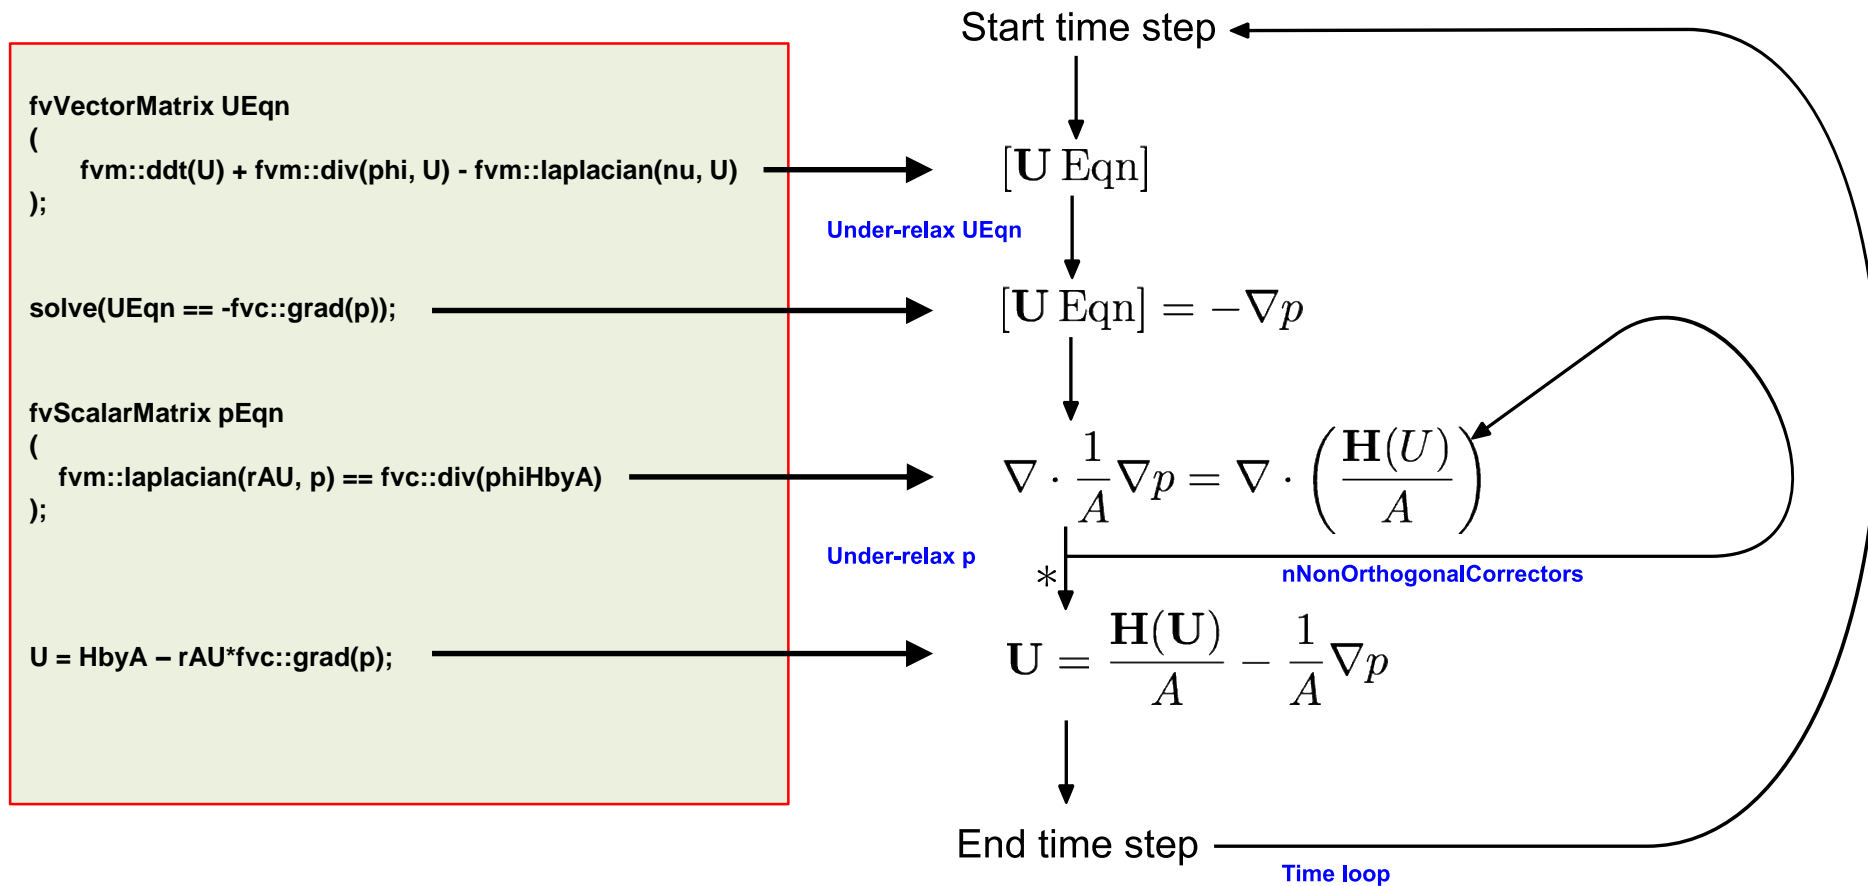 Start time step
fvVectorMatrix UEqn
(
fvm::ddt(U) + fvm::div(phi, U) - fvm::laplacian(nu, U)
);
[U Eqn]
Under-relax UEqn
solve(UEqn == -fvc::grad(p));
[U Eqn] = −∇p
fvScalarMatrix pEqn
(
fvm::laplacian(rAU, p) == fvc::div(phiHbyA)
);
∇ · 1/A ∇p = ∇ · (H(U)/A)
Under-relax p
*
nNonOrthogonalCorrectors
U = HbyA – rAU*fvc::grad(p);
U = H(U)/A − 1/A ∇p
End time step
Time loop